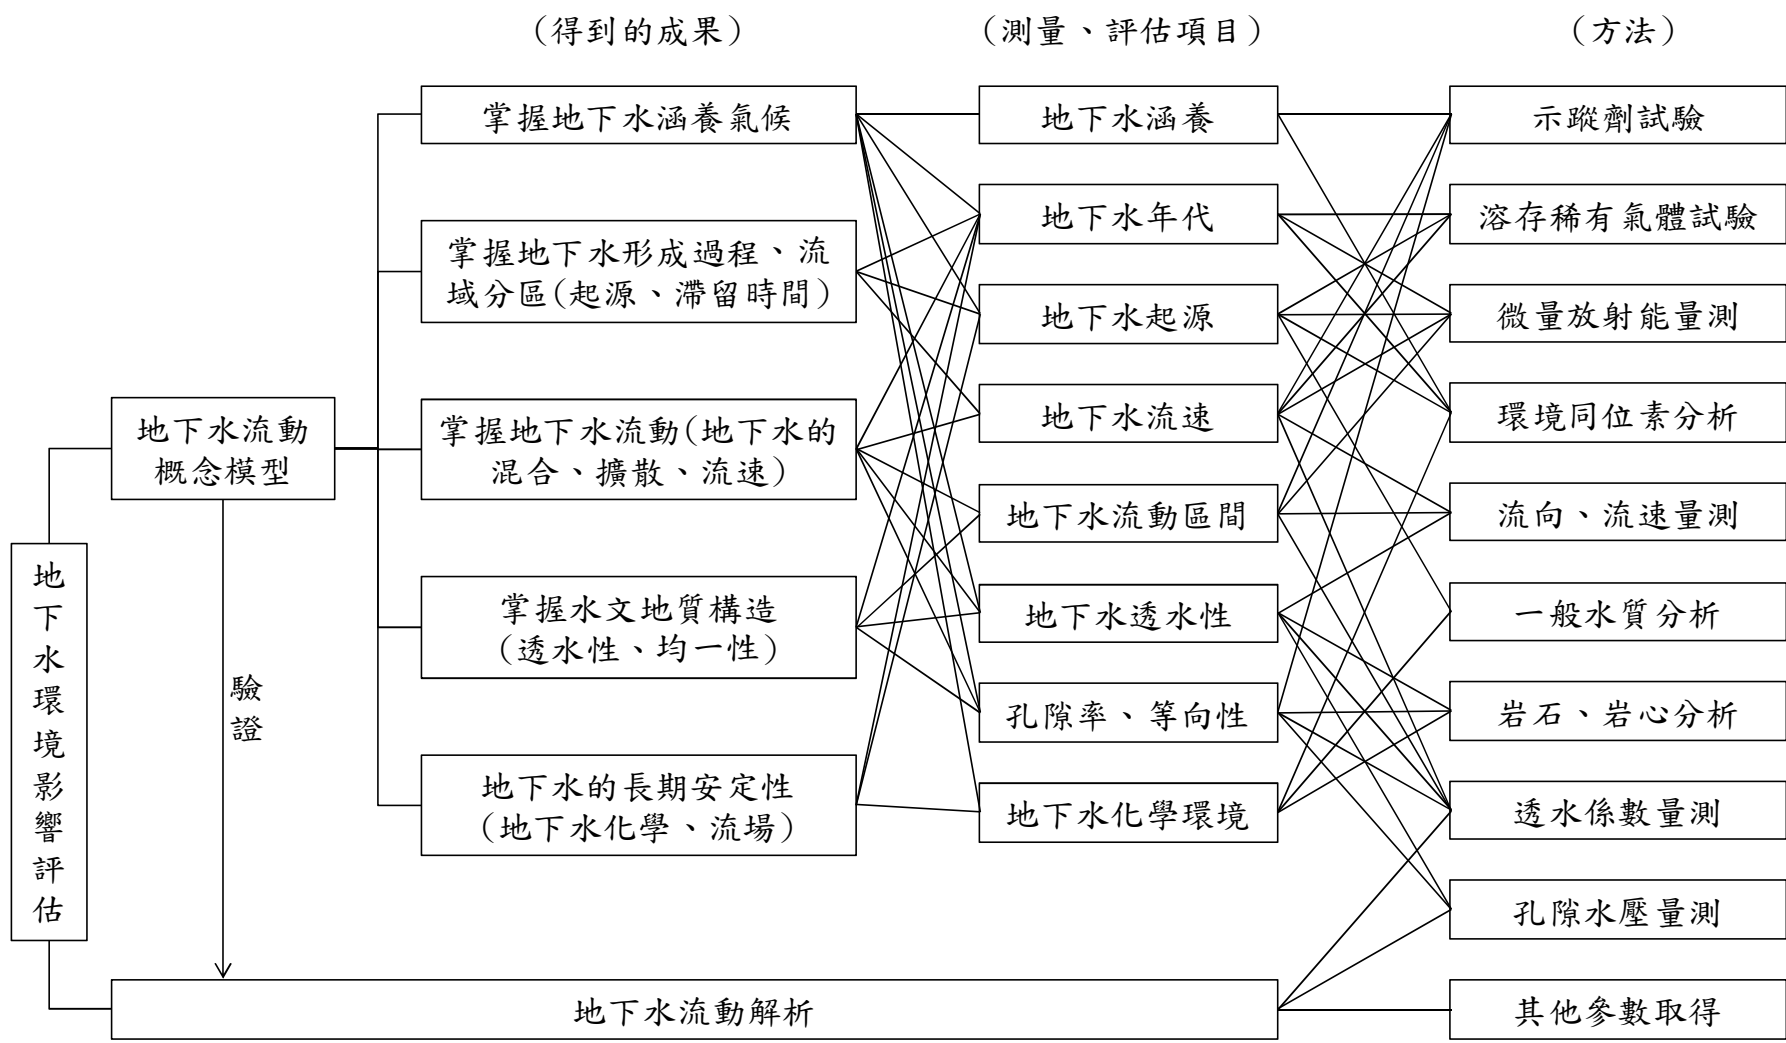 (得到的成果)
(測量、評估項目)
(方法)
掌握地下水涵養氣候
掌握地下水形成過程、流
域分區(起源、滯留時間)
掌握地下水流動(地下水的
混合、擴散、流速)
掌握水文地質構造
(透水性、均一性)
地下水的長期安定性
(地下水化學、流場)
地下水涵養
地下水年代
地下水起源
地下水流速
地下水流動區間
地下水透水性
孔隙率、等向性
地下水化學環境
示蹤劑試驗
溶存稀有氣體試驗
微量放射能量測
環境同位素分析
流向、流速量測
一般水質分析
岩石、岩心分析
透水係數量測
孔隙水壓量測
其他參數取得
地下水流動
概念模型
驗證
地下水環境影響評估
地下水流動解析